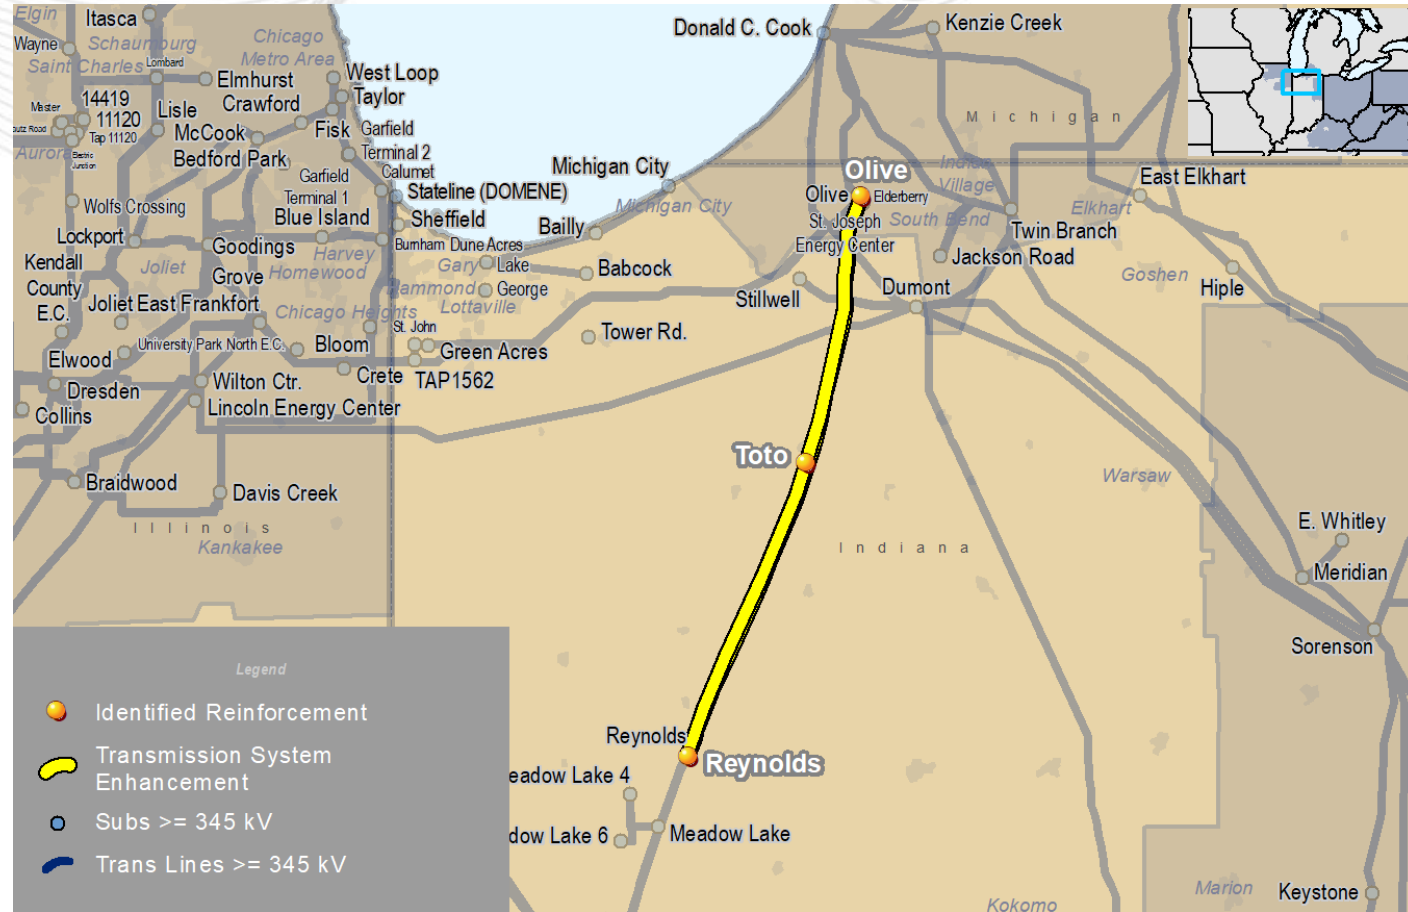 Elgin
Itasca
Wayne
Schaumburg
Saint Charles
Lombard
Chicago
Metro Area
Elmhurst
West Loop
Taylor
Crawford
Master
14419
11120
Tap 11120
autz Road
Aurora
Electric
Junction
Lisle
McCook
Fisk
Bedford Park
Garfield
Terminal 2
Calumet
Garfield
Terminal 1
Stateline (DOMENE)
Wolfs Crossing
Blue Island
Sheffield
Lockport
Goodings
Grove
Harvey
Homewood
Burnham
Dune Acres
Kendall
County
E.C.
Joliet
Gary
Lake
George
Hammond
Lottaville
Joliet East
Frankfort
Chicago Heights
St. John
University Park North E.C.
Bloom
Green Acres
Elwood
Crete
TAP1562
Dresden
Wilton Ctr.
Collins
Lincoln Energy Center
Braidwood
Davis Creek
Illinois
Kankakee
Donald C. Cook
Kenzie Creek
Michigan
Michigan City
Michigan City
Bailly
Babcock
Tower Rd.
Stillwell
Olive
Olive
Elderberry
St. Joseph
Energy Center
Indian
Village
South Bend
East Elkhart
Elkhart
Twin Branch
Jackson Road
Goshen
Hiple
Dumont
Toto
Warsaw
Indiana
E. Whitley
Meridian
Sorenson
Reynolds
Reynolds
eadow Lake 4
dow Lake 6
Meadow Lake
Marion
Keystone
Kokomo
Legend
Identified Reinforcement
Transmission System
Enhancement
Subs >= 345 kV
Trans Lines >= 345 kV